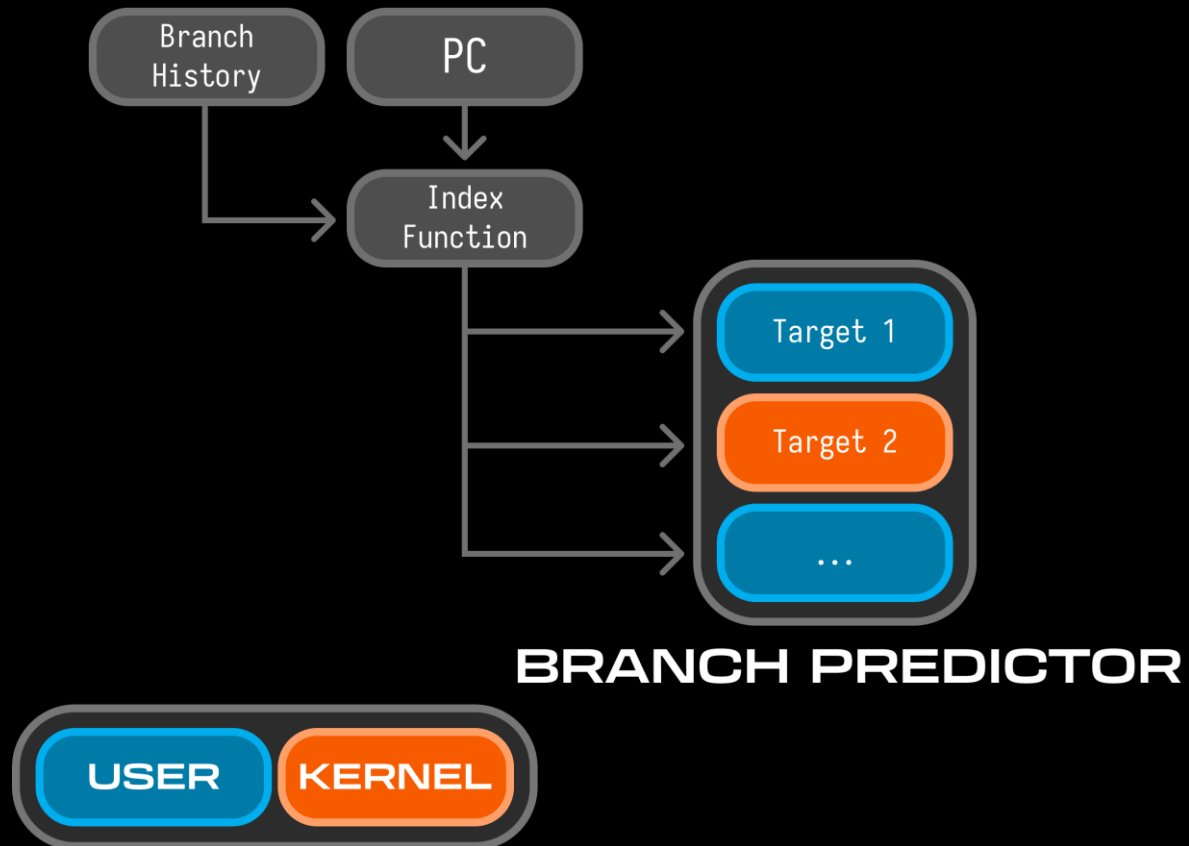 Branch
History
PC
Index
Function
Target 1
Target 2
...
BRANCH PREDICTOR
USER
KERNEL